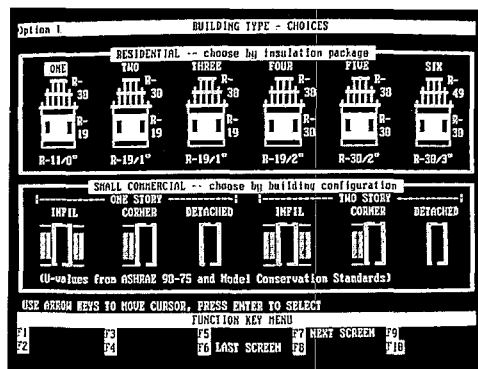 Option 1 BUILDING TYPE - CHOICES
RESIDENTIAL -- choose by insulation package
ONE TWO THREE FOUR FIVE SIX
R- R- R- R- R- R-
30 30 30 30 30 49
R- R- R- R- R- R-
19 19 19 30 30 30
R-11/0" R-19/1" R-19/1" R-19/2" R-30/2" R-30/3"
SMALL COMMERCIAL -- choose by building configuration
ONE STORY TWO STORY
INFIL CORNER DETACHED INFIL CORNER DETACHED
(U-values from ASHRAE 90-75 and Model Conservation Standards)
USE ARROW KEYS TO MOVE CURSOR, PRESS ENTER TO SELECT
FUNCTION KEY MENU
F1 F3 F5 F7 NEXT SCREEN F9
F2 F4 F6 LAST SCREEN F8 F10